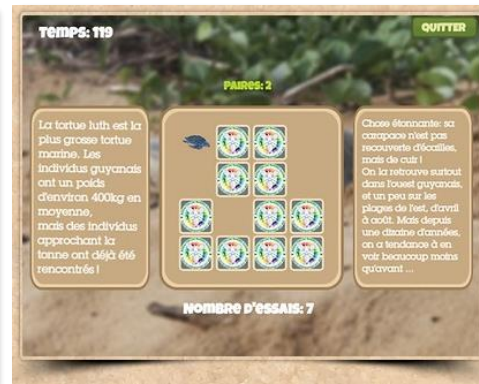 Temps: 119
QUITTER
Paires: 2
La tortue luth est la
plus grosse tortue
marine. Les
individus guyanais
ont un poids
d'environ 400kg en
moyenne,
mais des individus
approchant la
tonne ont déjà été
rencontrés !
Chose étonnante: sa
carapace n'est pas
recouverte d'écailles,
mais de cuir !
On la retrouve surtout
dans l'ouest guyanais,
et un peu sur les
plages de l'est, d'avril
à août. Mais depuis
une dizaine d'années,
on a tendance à en
voir beaucoup moins
qu'avant ....
Nombre d'essais: 7